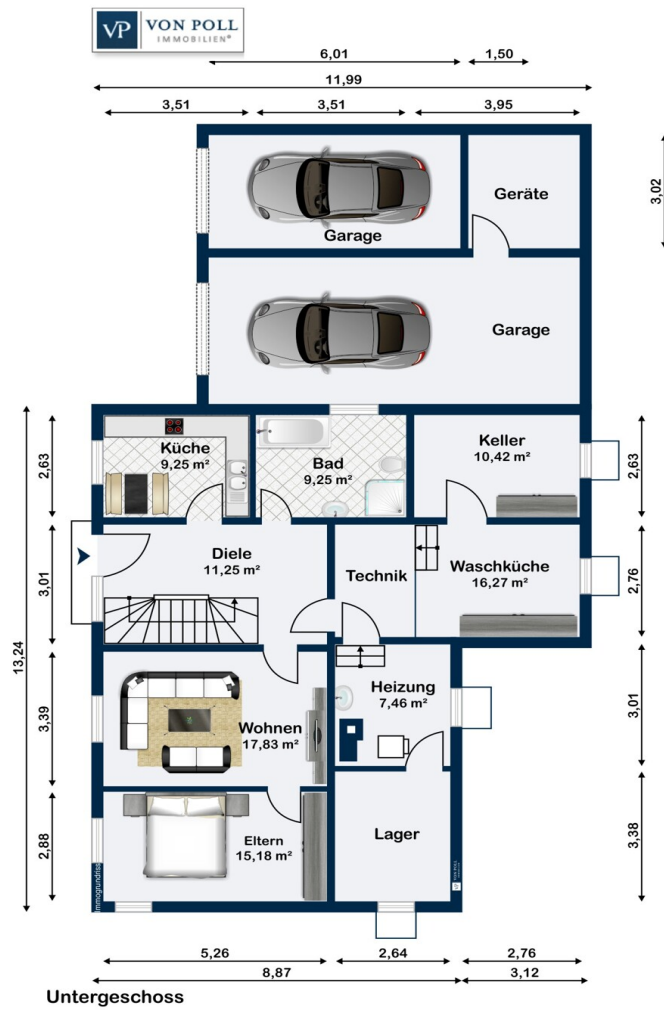 VP VON POLL
IMMOBILIEN®
6,01 1,50
11,99
3,51 3,51 3,95
3,02
Geräte
Garage
Garage
Küche
9,25 m²
Bad
9,25 m²
Keller
10,42 m²
2,63
2,63
Diele
11,25 m²
Technik
Waschküche
16,27 m²
3,01
2,76
13,24
Heizung
7,46 m²
3,01
Wohnen
17,83 m²
3,39
Eltern
15,18 m²
2,88
Lager
3,38
Immogrundriss
VP VON POLL
5,26 2,64 2,76
8,87 3,12
Untergeschoss